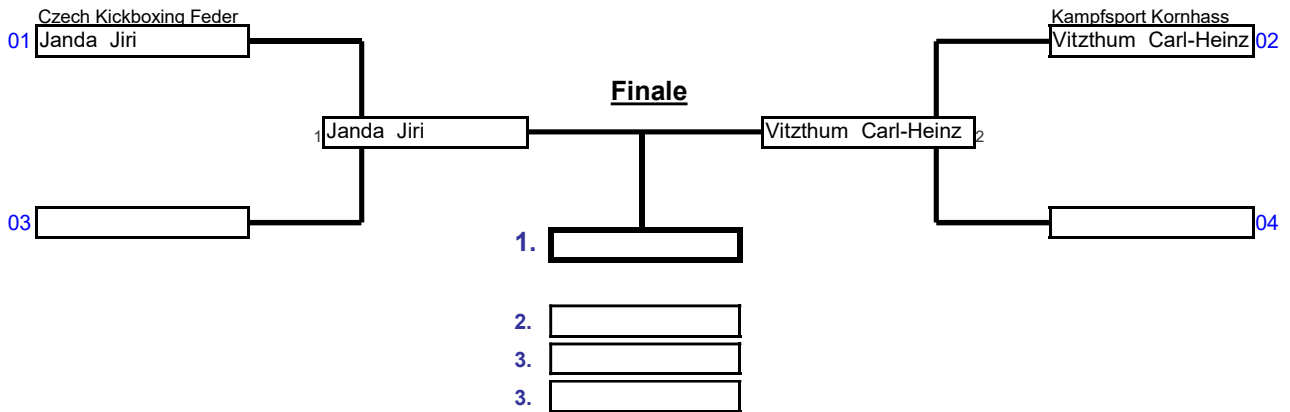 Czech Kickboxing Feder
Kampfsport Kornhass
01 Janda Jiri
Vitzthum Carl-Heinz 02
Finale
1 Janda Jiri
Vitzthum Carl-Heinz 2
03
04
1.
2.
3.
3.